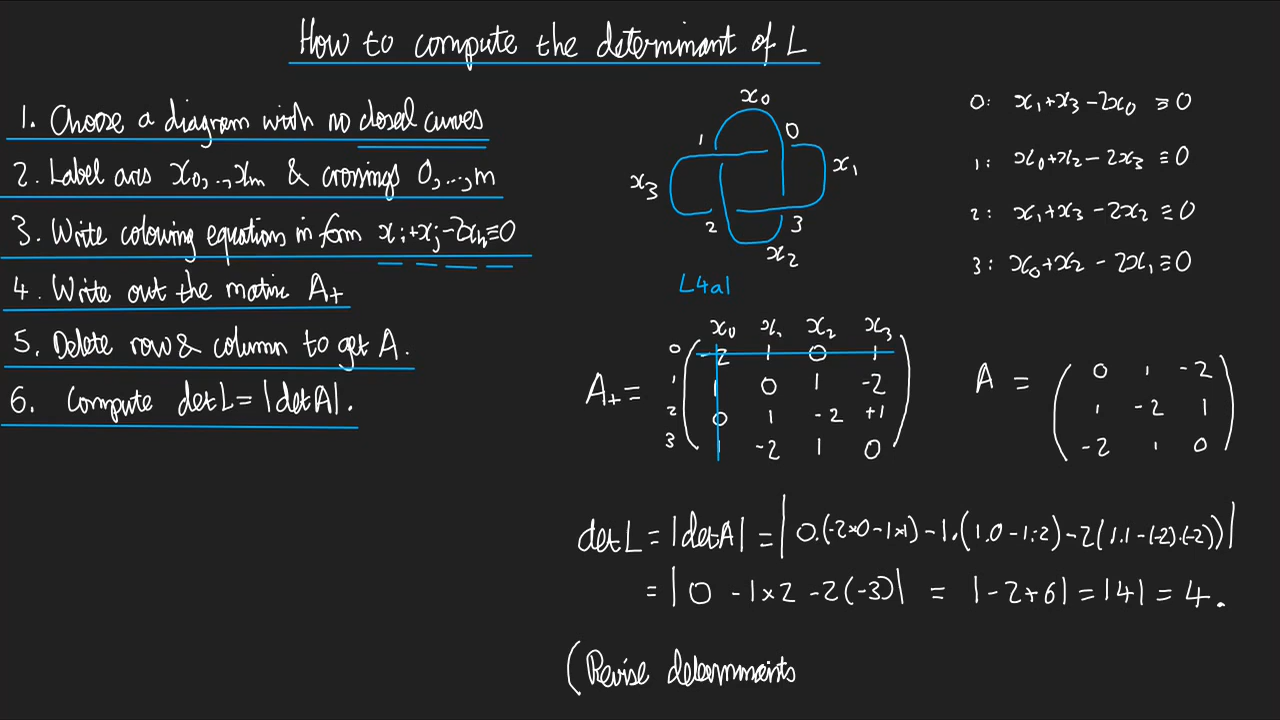 How to compute the determinant of L
1. Choose a diagram with no closed curves
2. Label arcs x₀,..,xₘ & crossings 0,...,m
3. Write colouring equations in form xᵢ+xⱼ-2xₖ≡0
4. Write out the matrix A₊
5. Delete row & column to get A.
6. Compute det L = |det A|.
x₀
1 0
x₃ x₁
2 3
x₂
L4a1
0: x₁+x₃-2x₀ ≡0
1: x₀+x₂-2x₃ ≡0
2: x₁+x₃-2x₂ ≡0
3: x₀+x₂-2x₁ ≡0
x₀ x₁ x₂ x₃
0 -2 1 0 1
1 1 0 1 -2
A₊ =
2 0 1 -2 +1
3 1 -2 1 0
A =
0 1 -2
1 -2 1
-2 1 0
det L = |det A| = |0.(-2×0-1×1)-1.(1.0-1.-2)-2(1.1-(-2).(-2))|
= |0 -1×2 -2(-3)| = |-2+6| = |4| = 4.
(Revise determinants